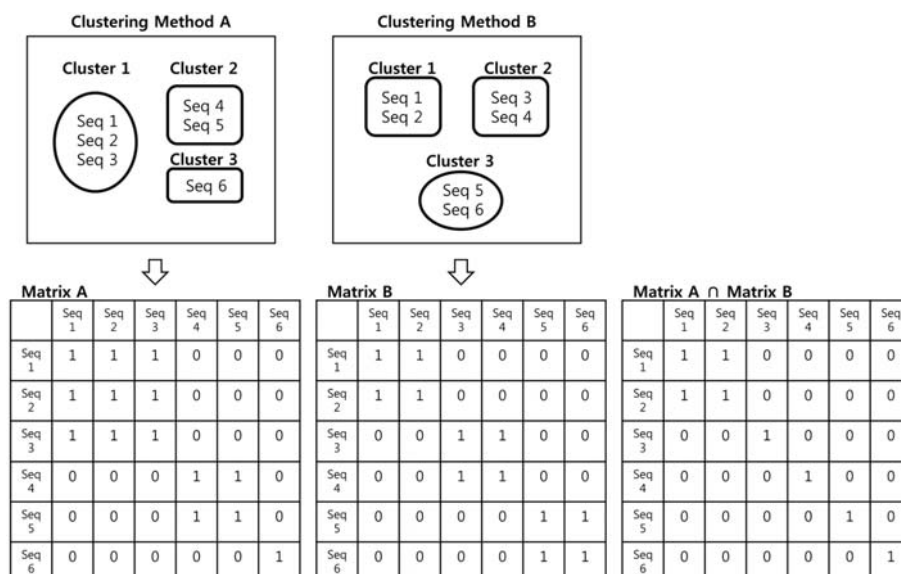 Clustering Method A
Cluster 1
Cluster 2
Seq 1
Seq 2
Seq 3
Seq 4
Seq 5
Cluster 3
Seq 6
Clustering Method B
Cluster 1
Cluster 2
Seq 1
Seq 2
Seq 3
Seq 4
Cluster 3
Seq 5
Seq 6
Matrix A
Seq 1 Seq 2 Seq 3 Seq 4 Seq 5 Seq 6
Seq 1 1 1 1 0 0 0
Seq 2 1 1 1 0 0 0
Seq 3 1 1 1 0 0 0
Seq 4 0 0 0 1 1 0
Seq 5 0 0 0 1 1 0
Seq 6 0 0 0 0 0 1
Matrix B
Seq 1 Seq 2 Seq 3 Seq 4 Seq 5 Seq 6
Seq 1 1 1 0 0 0 0
Seq 2 1 1 0 0 0 0
Seq 3 0 0 1 1 0 0
Seq 4 0 0 1 1 0 0
Seq 5 0 0 0 0 1 1
Seq 6 0 0 0 0 1 1
Matrix A ∩ Matrix B
Seq 1 Seq 2 Seq 3 Seq 4 Seq 5 Seq 6
Seq 1 1 1 0 0 0 0
Seq 2 1 1 0 0 0 0
Seq 3 0 0 1 0 0 0
Seq 4 0 0 0 1 0 0
Seq 5 0 0 0 0 1 0
Seq 6 0 0 0 0 0 1